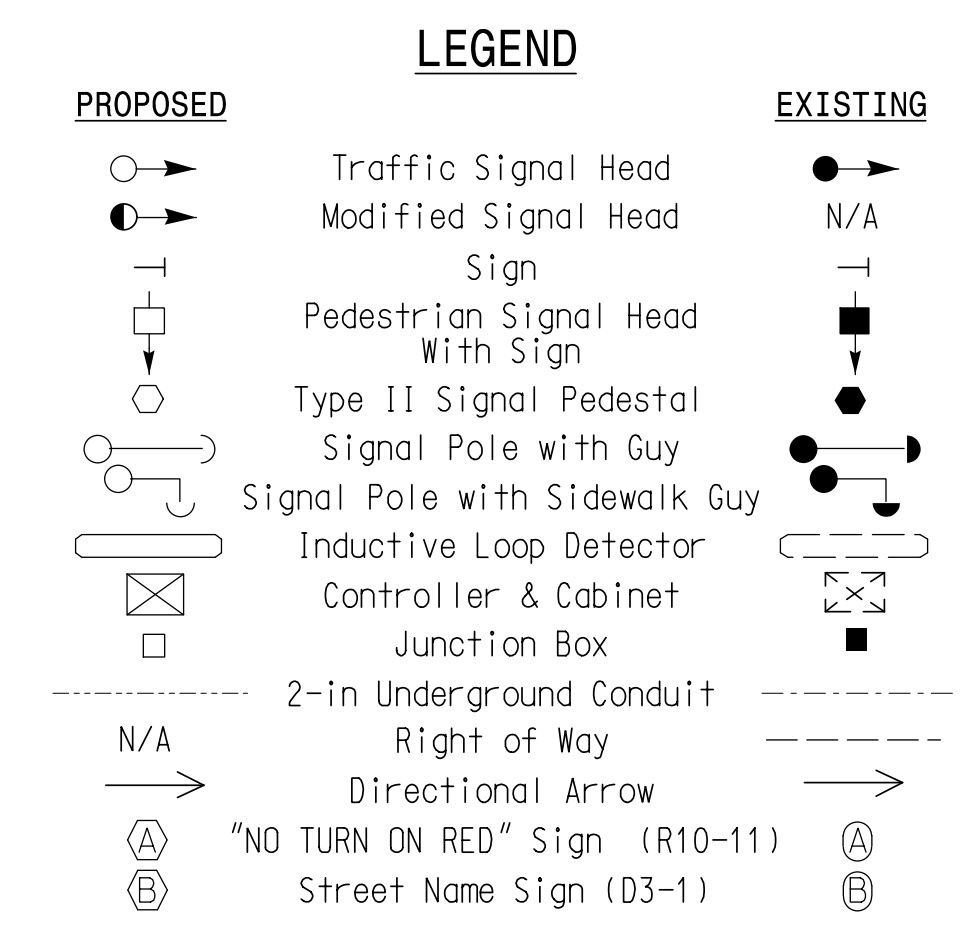 LEGEND
PROPOSED EXISTING
Traffic Signal Head
Modified Signal Head N/A
Sign
Pedestrian Signal Head
With Sign
Type II Signal Pedestal
Signal Pole with Guy
Signal Pole with Sidewalk Guy
Inductive Loop Detector
Controller & Cabinet
Junction Box
2-in Underground Conduit
N/A Right of Way
Directional Arrow
A "NO TURN ON RED" Sign (R10-11) A
B Street Name Sign (D3-1) B